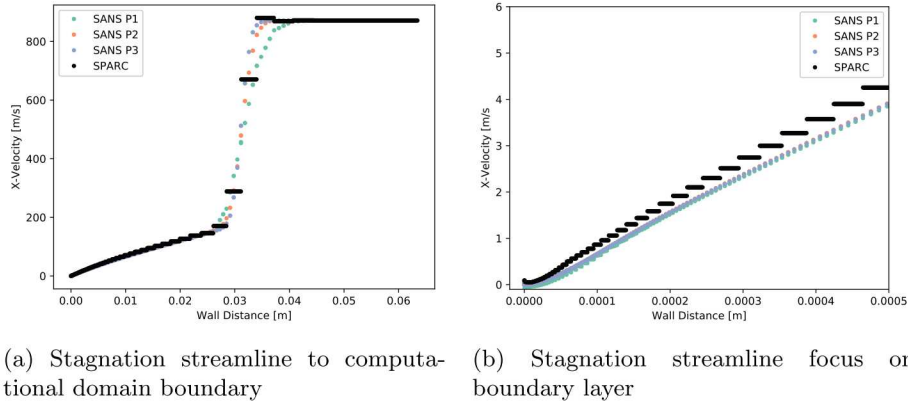 SANS P1
SANS P2
SANS P3
SPARC
X-Velocity [m/s]
800
600
400
200
0
0.00 0.01 0.02 0.03 0.04 0.05 0.06
Wall Distance [m]
SANS P1
SANS P2
SANS P3
SPARC
X-Velocity [m/s
6
5
4
3
2
1
0
0.0000 0.0001 0.0002 0.0003 0.0004 0.0005
Wall Distance [m]
(a) Stagnation streamline to computa-
tional domain boundary
(b) Stagnation streamline focus on
boundary layer